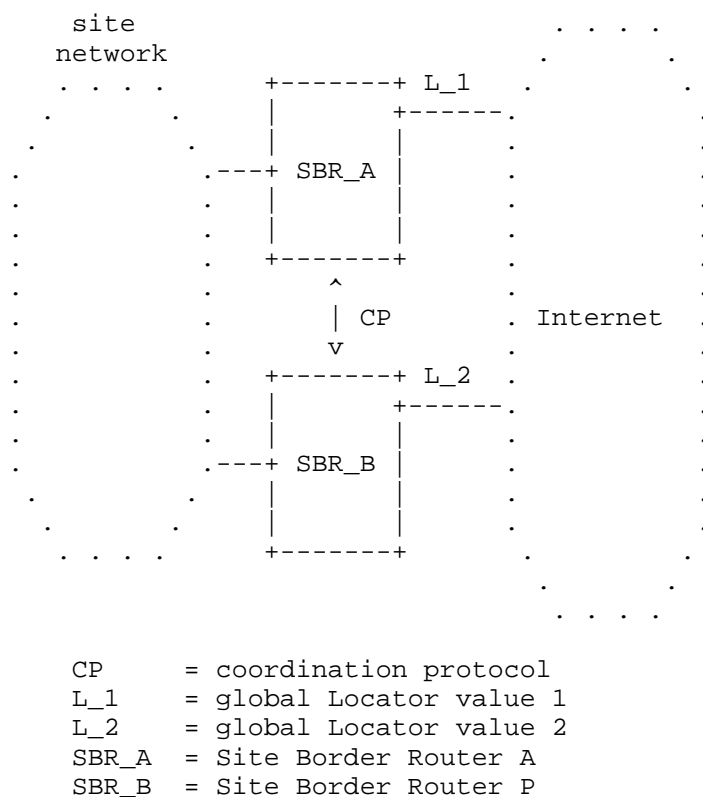 site
network
L_1
SBR_A
CP
Internet
L_2
SBR_B
CP = coordination protocol
L_1 = global Locator value 1
L_2 = global Locator value 2
SBR_A = Site Border Router A
SBR_B = Site Border Router P